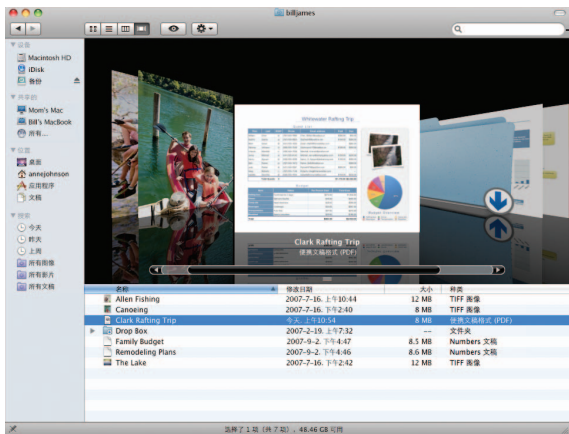 billjames
设备
Macintosh HD
iDisk
备份
共享的
Mom's Mac
Bill's MacBook
所有...
位置
桌面
annejohnson
应用程序
文稿
搜索
今天
昨天
上周
所有图像
所有影片
所有文稿
Whitewater Rafting Trip
Clark Rafting Trip
便携文稿格式 (PDF)
名称 修改日期 大小 种类
Allen Fishing 2007-7-16, 上午10:44 12 MB TIFF 图像
Canoeing 2007-7-16, 下午2:40 8 MB TIFF 图像
Clark Rafting Trip 今天, 上午10:54 8 MB 便携文稿格式 (PDF)
Drop Box 2007-2-19, 上午7:32 -- 文件夹
Family Budget 2007-9-2, 下午4:47 8.5 MB Numbers 文稿
Remodeling Plans 2007-9-2, 下午4:46 8.6 MB Numbers 文稿
The Lake 2007-7-16, 下午2:42 12 MB TIFF 图像
选择了 1 项 (共 7 项), 48.46 GB 可用